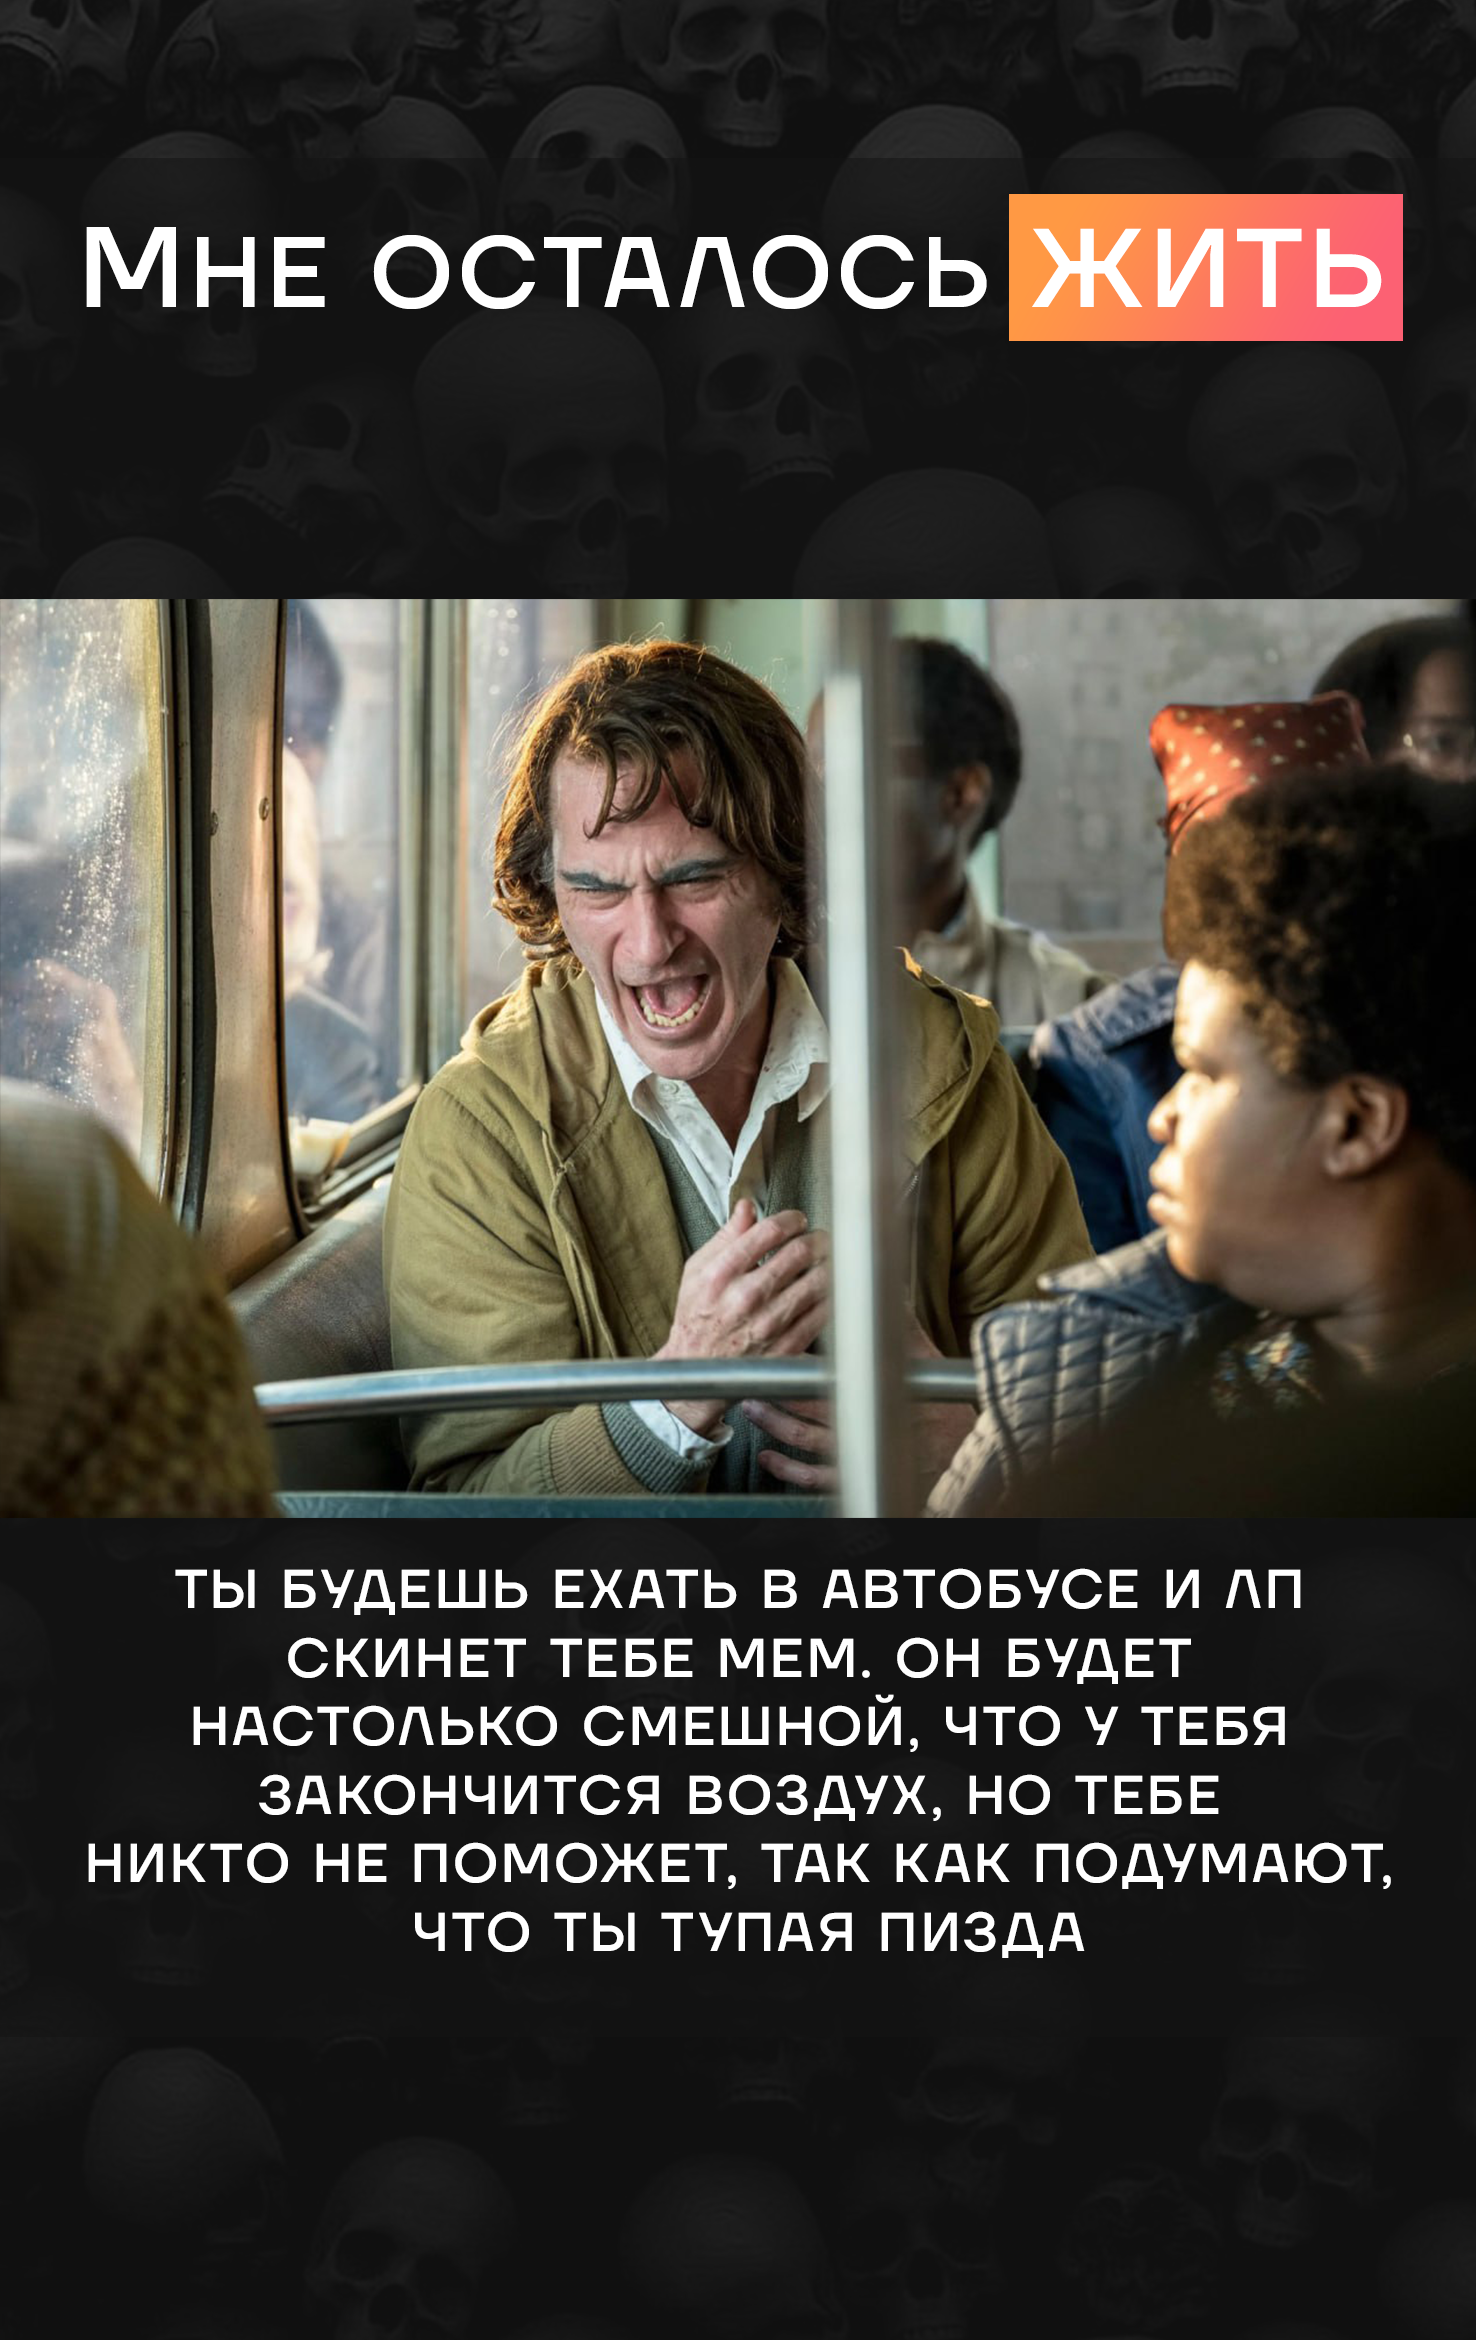 Мне осталось жить
ты будешь ехать в автобусе и лп
скинет тебе мем. он будет
настолько смешной, что у тебя
закончится воздух, но тебе
никто не поможет, так как подумают,
что ты тупая пизда